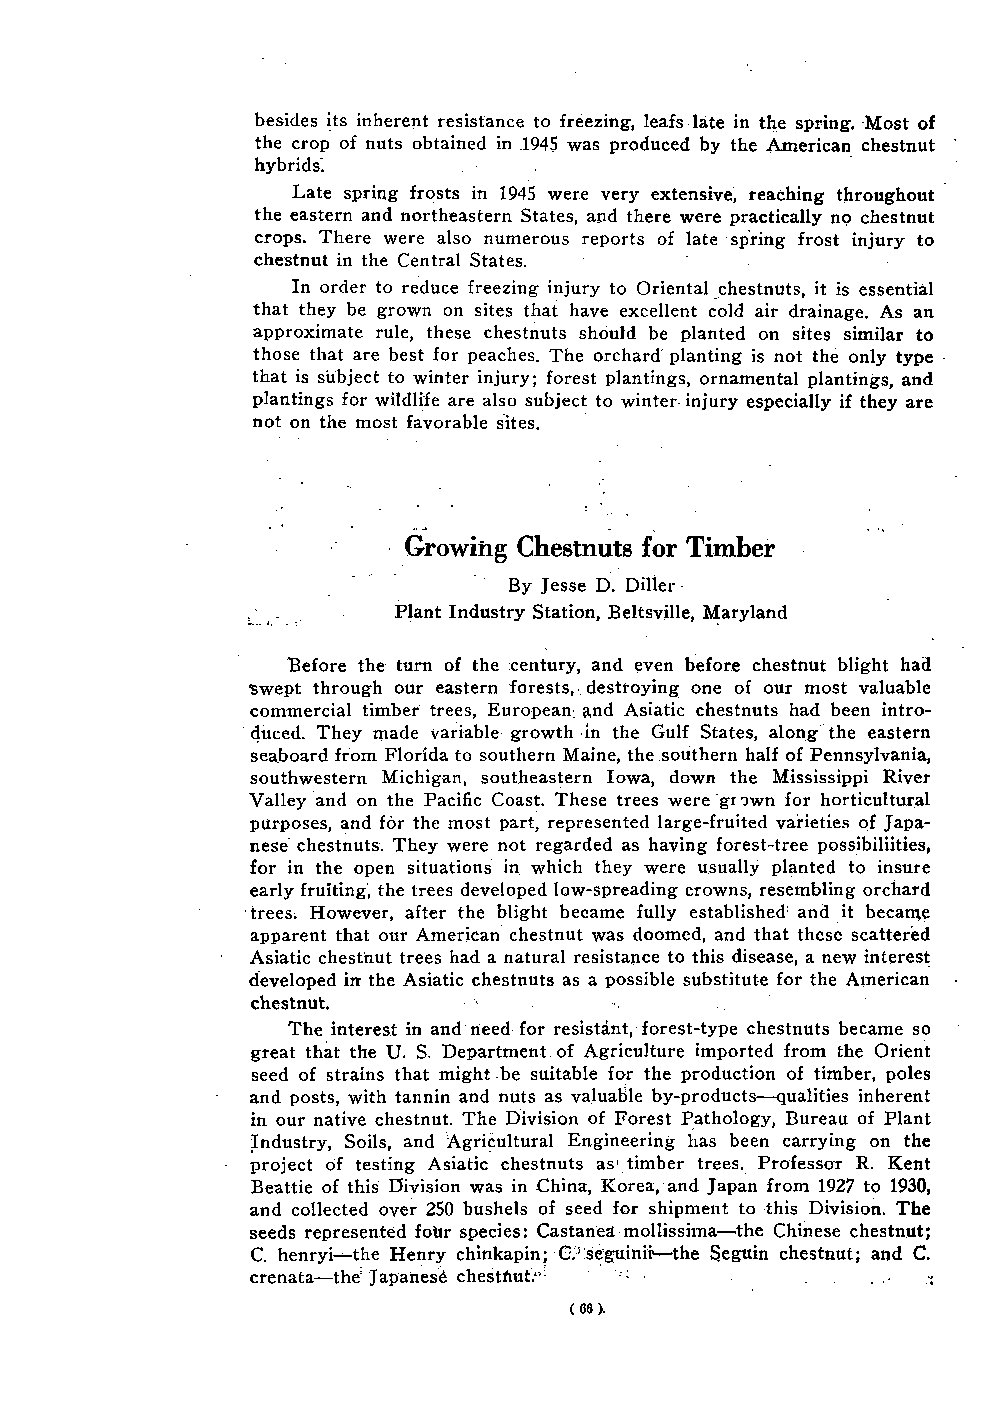 besides its inherent resistance to freezing, leafs late in the spring. Most of
the crop of nuts obtained in 1945 was produced by the American chestnut
hybrids.
Late spring frosts in 1945 were very extensive, reaching throughout
the eastern and northeastern States, and there were practically no chestnut
crops. There were also numerous reports of late spring frost injury to
chestnut in the Central States.
In order to reduce freezing injury to Oriental chestnuts, it is essential
that they be grown on sites that have excellent cold air drainage. As an
approximate rule, these chestnuts should be planted on sites similar to
those that are best for peaches. The orchard planting is not the only type
that is subject to winter injury; forest plantings, ornamental plantings, and
plantings for wildlife are also subject to winter injury especially if they are
not on the most favorable sites.
Growing Chestnuts for Timber
By Jesse D. Diller
Plant Industry Station, Beltsville, Maryland
Before the turn of the century, and even before chestnut blight had
swept through our eastern forests, destroying one of our most valuable
commercial timber trees, European and Asiatic chestnuts had been intro-
duced. They made variable growth in the Gulf States, along the eastern
seaboard from Florida to southern Maine, the southern half of Pennsylvania,
southwestern Michigan, southeastern Iowa, down the Mississippi River
Valley and on the Pacific Coast. These trees were grown for horticultural
purposes, and for the most part, represented large-fruited varieties of Japa-
nese chestnuts. They were not regarded as having forest-tree possibiliities,
for in the open situations in which they were usually planted to insure
early fruiting, the trees developed low-spreading crowns, resembling orchard
trees. However, after the blight became fully established and it became
apparent that our American chestnut was doomed, and that these scattered
Asiatic chestnut trees had a natural resistance to this disease, a new interest
developed in the Asiatic chestnuts as a possible substitute for the American
chestnut.
The interest in and need for resistant, forest-type chestnuts became so
great that the U. S. Department of Agriculture imported from the Orient
seed of strains that might be suitable for the production of timber, poles
and posts, with tannin and nuts as valuable by-products—qualities inherent
in our native chestnut. The Division of Forest Pathology, Bureau of Plant
Industry, Soils, and Agricultural Engineering has been carrying on the
project of testing Asiatic chestnuts as timber trees. Professor R. Kent
Beattie of this Division was in China, Korea, and Japan from 1927 to 1930,
and collected over 250 bushels of seed for shipment to this Division. The
seeds represented four species: Castanea mollissima—the Chinese chestnut;
C. henryi—the Henry chinkapin; C. seguinii—the Seguin chestnut; and C.
crenata—the Japanese chestnut.
(66).